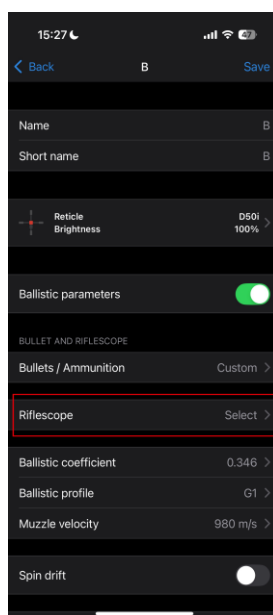 15:27
47
Back
B
Save
Name B
Short name B
Reticle D50i
Brightness 100%
Ballistic parameters
BULLET AND RIFLESCOPE
Bullets / Ammunition Custom
Riflescope Select
Ballistic coefficient 0.346
Ballistic profile G1
Muzzle velocity 980 m/s
Spin drift